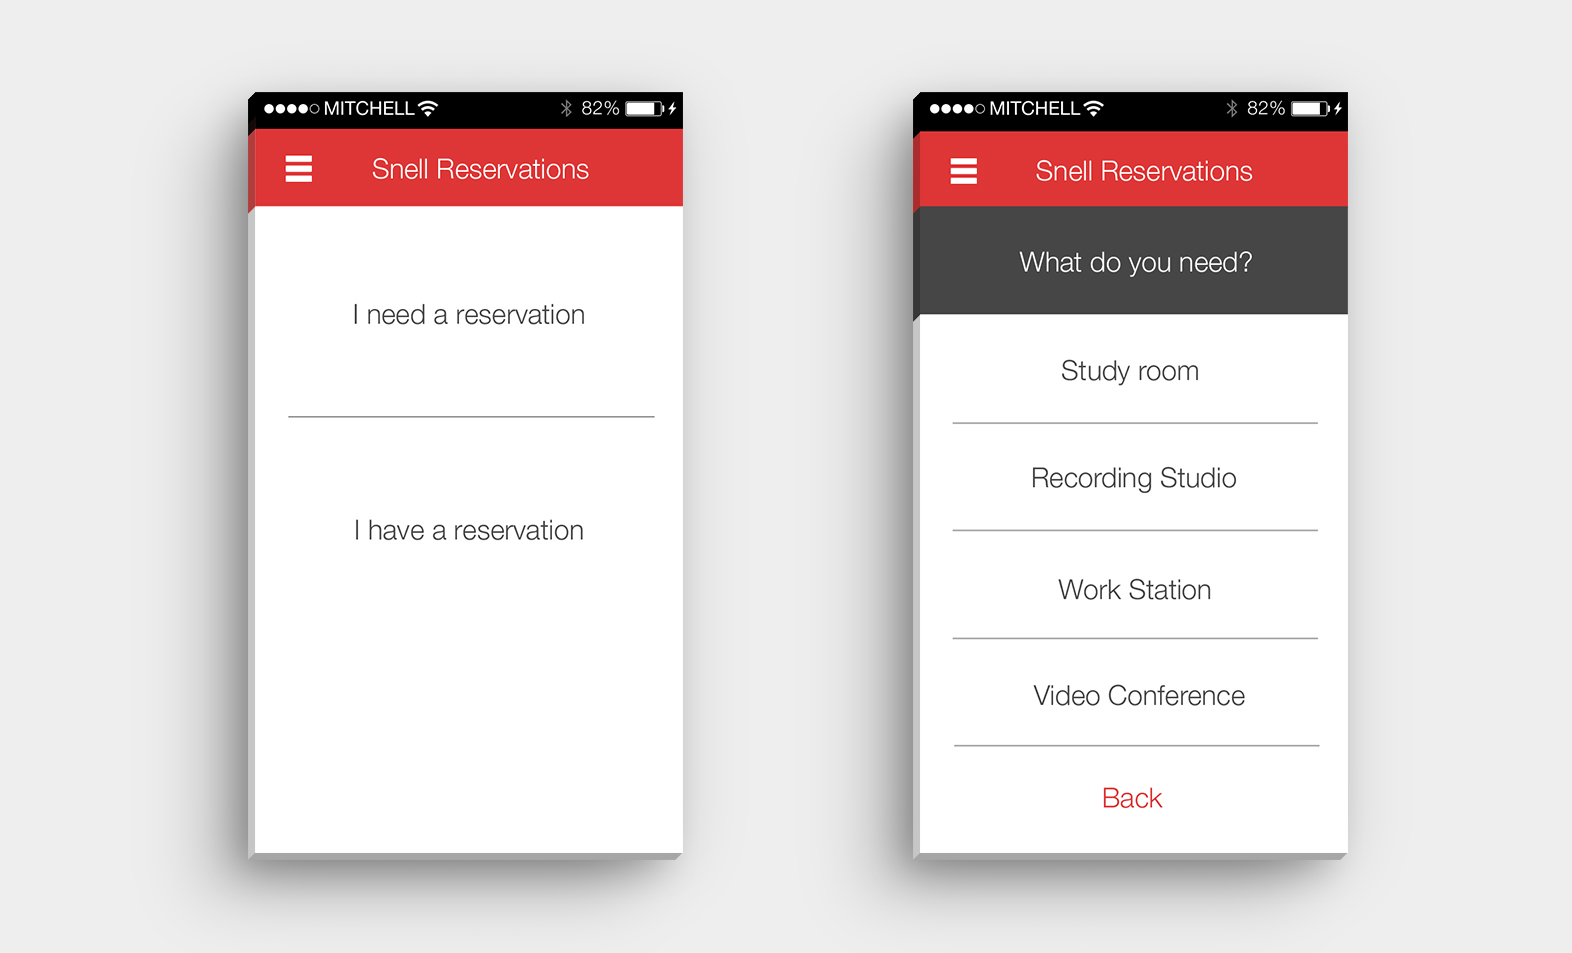 MITCHELL 82%
Snell Reservations
I need a reservation
I have a reservation
MITCHELL 82%
Snell Reservations
What do you need?
Study room
Recording Studio
Work Station
Video Conference
Back